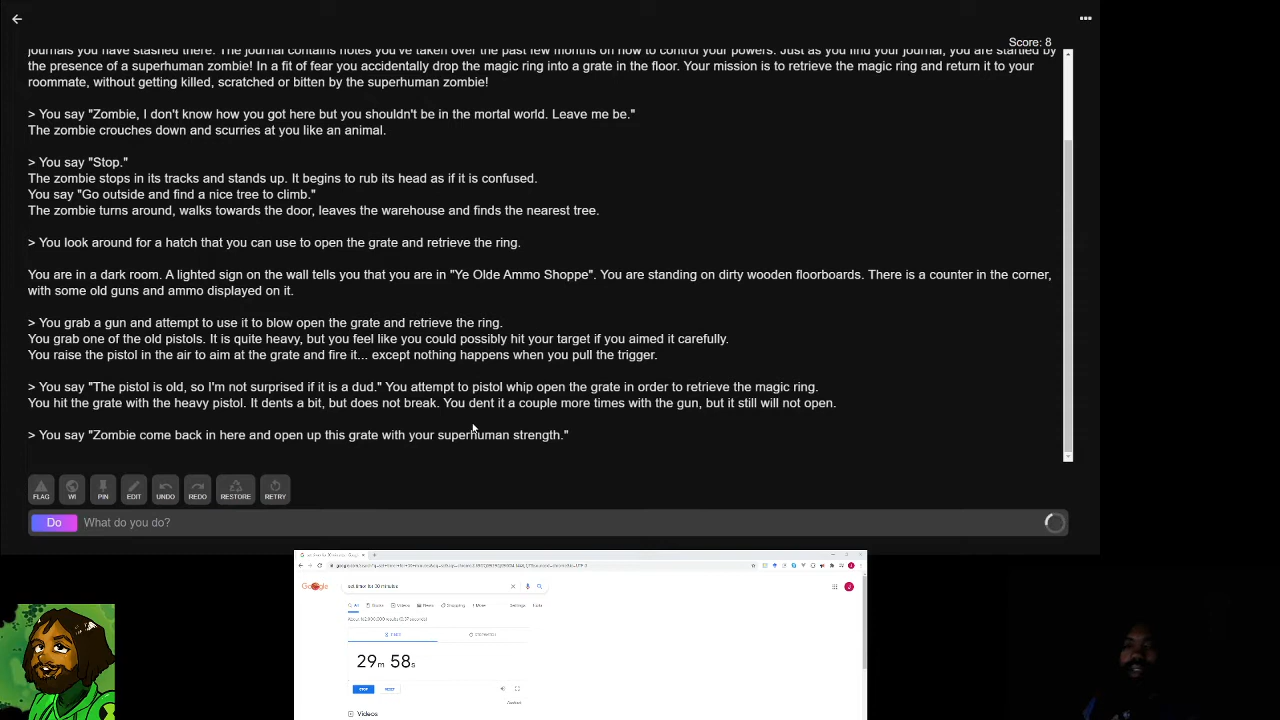 Score: 8
journals you have stashed there. The journal contains notes you've taken over the past few months on how to control your powers. Just as you find your journal, you are startled by
the presence of a superhuman zombie! In a fit of fear you accidentally drop the magic ring into a grate in the floor. Your mission is to retrieve the magic ring and return it to your
roommate, without getting killed, scratched or bitten by the superhuman zombie!
> You say "Zombie, I don't know how you got here but you shouldn't be in the mortal world. Leave me be."
The zombie crouches down and scurries at you like an animal.
> You say "Stop."
The zombie stops in its tracks and stands up. It begins to rub its head as if it is confused.
You say "Go outside and find a nice tree to climb."
The zombie turns around, walks towards the door, leaves the warehouse and finds the nearest tree.
> You look around for a hatch that you can use to open the grate and retrieve the ring.
You are in a dark room. A lighted sign on the wall tells you that you are in "Ye Olde Ammo Shoppe". You are standing on dirty wooden floorboards. There is a counter in the corner,
with some old guns and ammo displayed on it.
> You grab a gun and attempt to use it to blow open the grate and retrieve the ring.
You grab one of the old pistols. It is quite heavy, but you feel like you could possibly hit your target if you aimed it carefully.
You raise the pistol in the air to aim at the grate and fire it... except nothing happens when you pull the trigger.
> You say "The pistol is old, so I'm not surprised if it is a dud." You attempt to pistol whip open the grate in order to retrieve the magic ring.
You hit the grate with the heavy pistol. It dents a bit, but does not break. You dent it a couple more times with the gun, but it still will not open.
> You say "Zombie come back in here and open up this grate with your superhuman strength."
FLAG WI PIN EDIT UNDO REDO RESTORE RETRY
Do What do you do?
Google set timer for 30 minutes
All Books Videos News Shopping More Settings Tools
29m 58s
STOP RESET
Videos